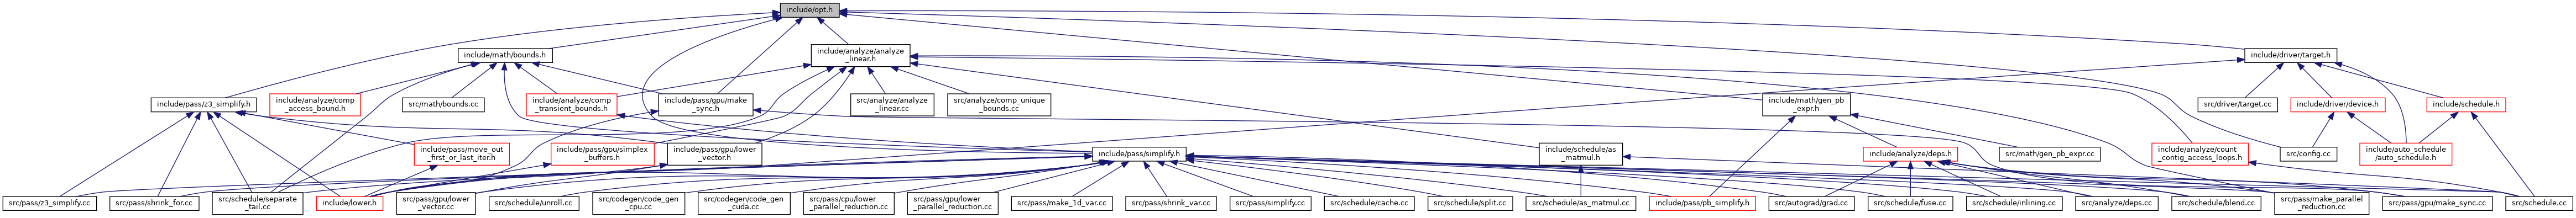 include/opt.h
include/math/bounds.h
include/analyze/analyze
_linear.h
include/driver/target.h
include/pass/z3_simplify.h
include/analyze/comp
_access_bound.h
src/math/bounds.cc
include/analyze/comp
_transient_bounds.h
include/pass/gpu/make
_sync.h
src/analyze/analyze
_linear.cc
src/analyze/comp_unique
_bounds.cc
include/math/gen_pb
_expr.h
src/driver/target.cc
include/driver/device.h
include/schedule.h
include/pass/move_out
_first_or_last_iter.h
include/pass/gpu/simplex
_buffers.h
include/pass/gpu/lower
_vector.h
include/pass/simplify.h
include/schedule/as
_matmul.h
include/analyze/deps.h
src/math/gen_pb_expr.cc
include/analyze/count
_contig_access_loops.h
src/config.cc
include/auto_schedule
/auto_schedule.h
src/pass/z3_simplify.cc
src/pass/shrink_for.cc
src/schedule/separate
_tail.cc
include/lower.h
src/pass/gpu/lower
_vector.cc
src/schedule/unroll.cc
src/codegen/code_gen
_cpu.cc
src/codegen/code_gen
_cuda.cc
src/pass/cpu/lower
_parallel_reduction.cc
src/pass/gpu/lower
_parallel_reduction.cc
src/pass/make_1d_var.cc
src/pass/shrink_var.cc
src/pass/simplify.cc
src/schedule/cache.cc
src/schedule/split.cc
src/schedule/as_matmul.cc
include/pass/pb_simplify.h
src/autograd/grad.cc
src/schedule/fuse.cc
src/schedule/inlining.cc
src/analyze/deps.cc
src/schedule/blend.cc
src/pass/make_parallel
_reduction.cc
src/pass/gpu/make_sync.cc
src/schedule.cc